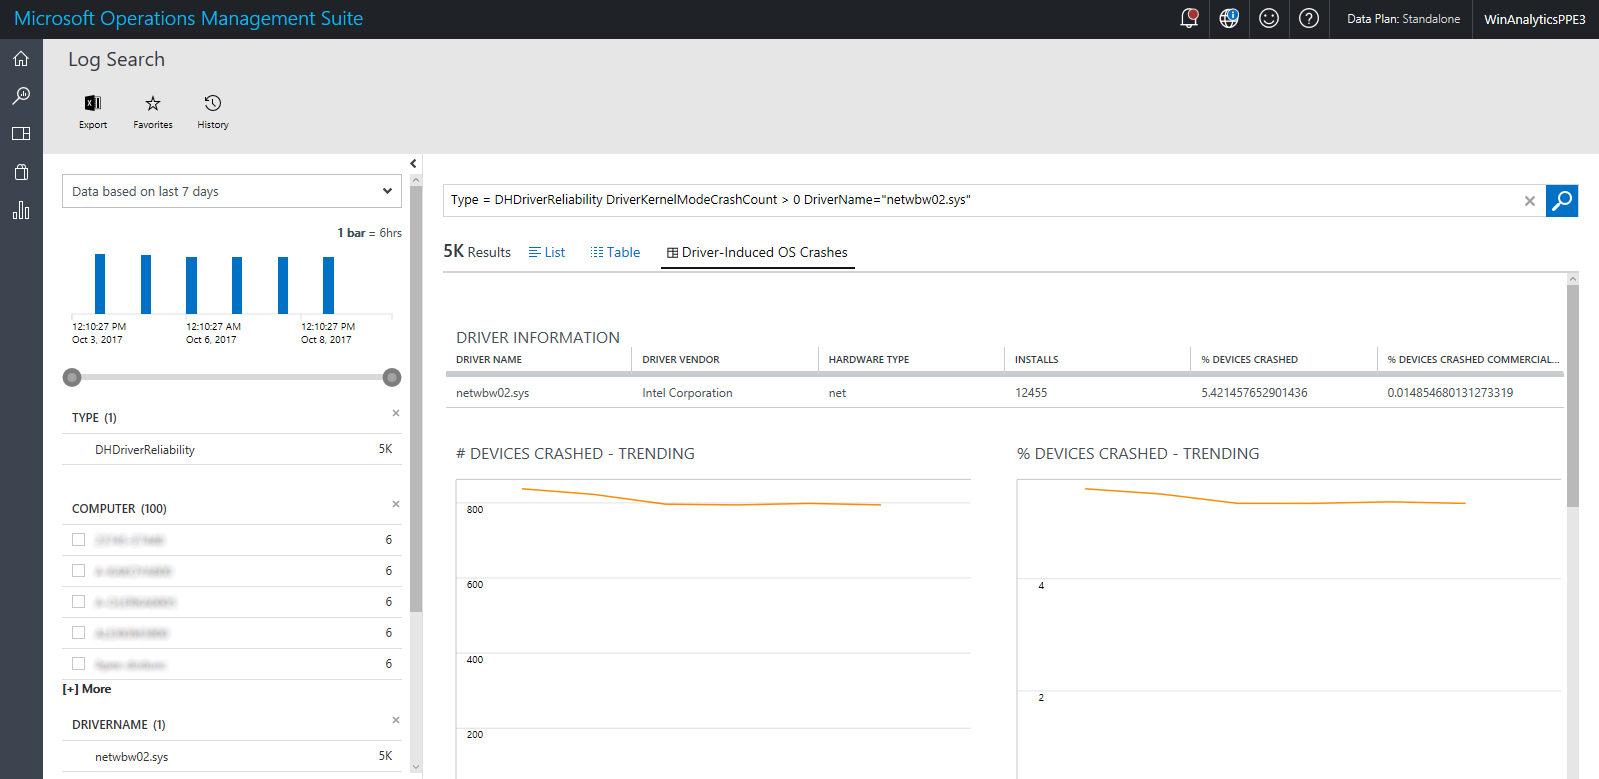 Microsoft Operations Management Suite
Data Plan: Standalone
WinAnalyticsPPE3
Log Search
Export
Favorites
History
Data based on last 7 days
1 bar = 6hrs
12:10:27 PM
Oct 3, 2017
12:10:27 AM
Oct 6, 2017
12:10:27 PM
Oct 8, 2017
TYPE (1)
DHDriverReliability 5K
COMPUTER (100)
6
6
6
6
6
[+] More
DRIVERNAME (1)
netwbw02.sys 5K
Type = DHDriverReliability DriverKernelModeCrashCount > 0 DriverName="netwbw02.sys"
5K Results
List
Table
Driver-Induced OS Crashes
DRIVER INFORMATION
DRIVER NAME DRIVER VENDOR HARDWARE TYPE INSTALLS % DEVICES CRASHED % DEVICES CRASHED COMMERCIAL...
netwbw02.sys Intel Corporation net 12455 5.421457652901436 0.014854680131273319
# DEVICES CRASHED - TRENDING
800
600
400
200
% DEVICES CRASHED - TRENDING
4
2